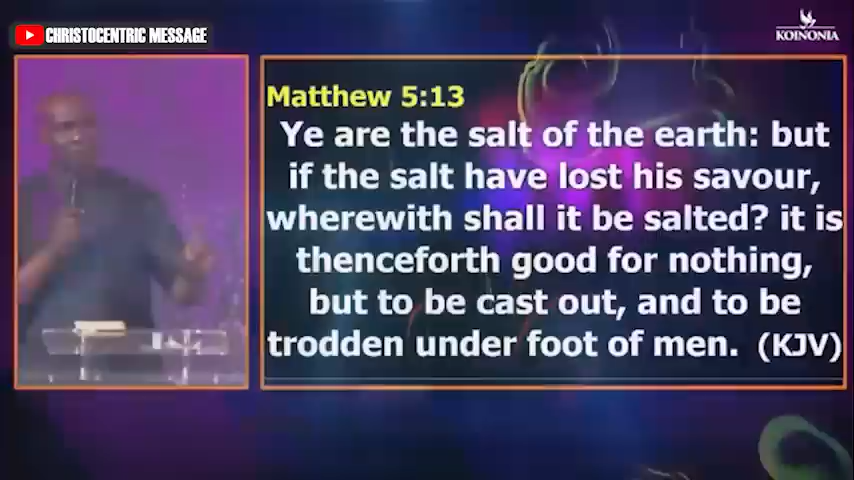 CHRISTOCENTRIC MESSAGE
KOINONIA
Matthew 5:13
Ye are the salt of the earth: but
if the salt have lost his savour,
wherewith shall it be salted? it is
thenceforth good for nothing,
but to be cast out, and to be
trodden under foot of men. (KJV)